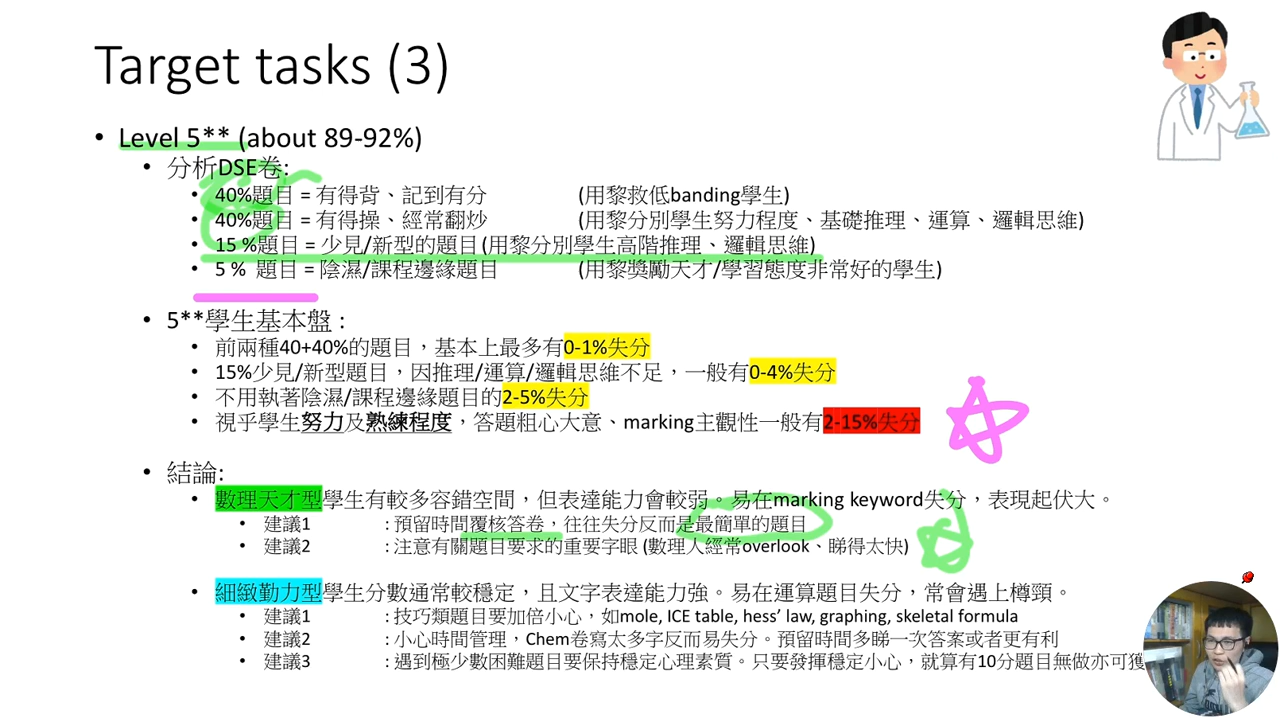 Target tasks (3)
• Level 5** (about 89-92%)
• 分析DSE卷:
• 40%題目 = 有得背、記到有分 (用黎救低banding學生)
• 40%題目 = 有得操、經常翻炒 (用黎分別學生努力程度、基礎推理、運算、邏輯思維)
• 15 %題目 = 少見/新型的題目 (用黎分別學生高階推理、邏輯思維)
• 5 % 題目 = 陰濕/課程邊緣題目 (用黎獎勵天才/學習態度非常好的學生)
• 5**學生基本盤 :
• 前兩種40+40%的題目，基本上最多有0-1%失分
• 15%少見/新型題目，因推理/運算/邏輯思維不足，一般有0-4%失分
• 不用執著陰濕/課程邊緣題目的2-5%失分
• 視乎學生努力及熟練程度，答題粗心大意、marking主觀性一般有2-15%失分
• 結論:
• 數理天才型學生有較多容錯空間，但表達能力會較弱。易在marking keyword失分，表現起伏大。
• 建議1 : 預留時間覆核答卷，往往失分反而是最簡單的題目
• 建議2 : 注意有關題目要求的重要字眼 (數理人經常overlook、睇得太快)
• 細緻勤力型學生分數通常較穩定，且文字表達能力強。易在運算題目失分，常會遇上樽頸。
• 建議1 : 技巧類題目要加倍小心，如mole, ICE table, hess' law, graphing, skeletal formula
• 建議2 : 小心時間管理，Chem卷寫太多字反而易失分。預留時間多睇一次答案或者更有利
• 建議3 : 遇到極少數困難題目要保持穩定心理素質。只要發揮穩定小心，就算有10分題目無做亦可獲